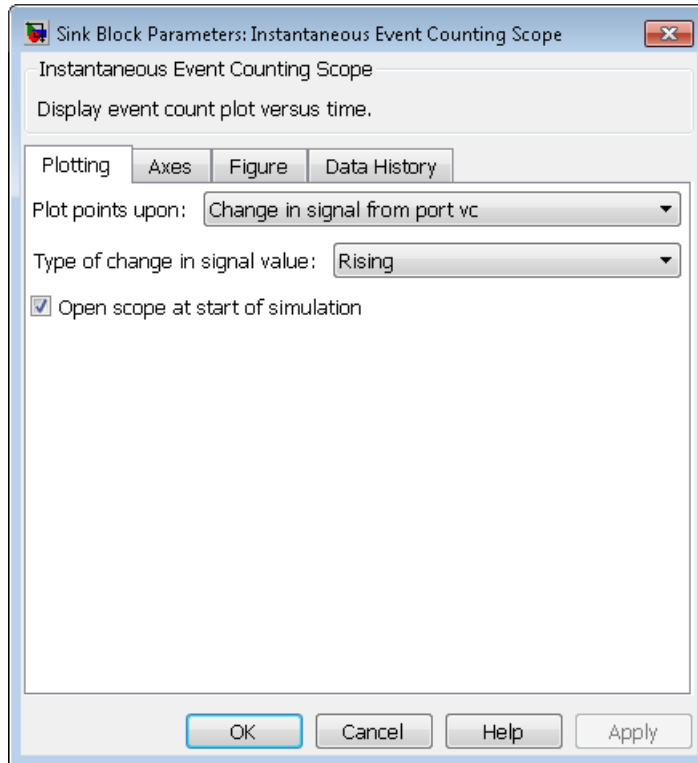 Sink Block Parameters: Instantaneous Event Counting Scope
Instantaneous Event Counting Scope
Display event count plot versus time.
Plotting Axes Figure Data History
Plot points upon: Change in signal from port vc
Type of change in signal value: Rising
Open scope at start of simulation
OK Cancel Help Apply